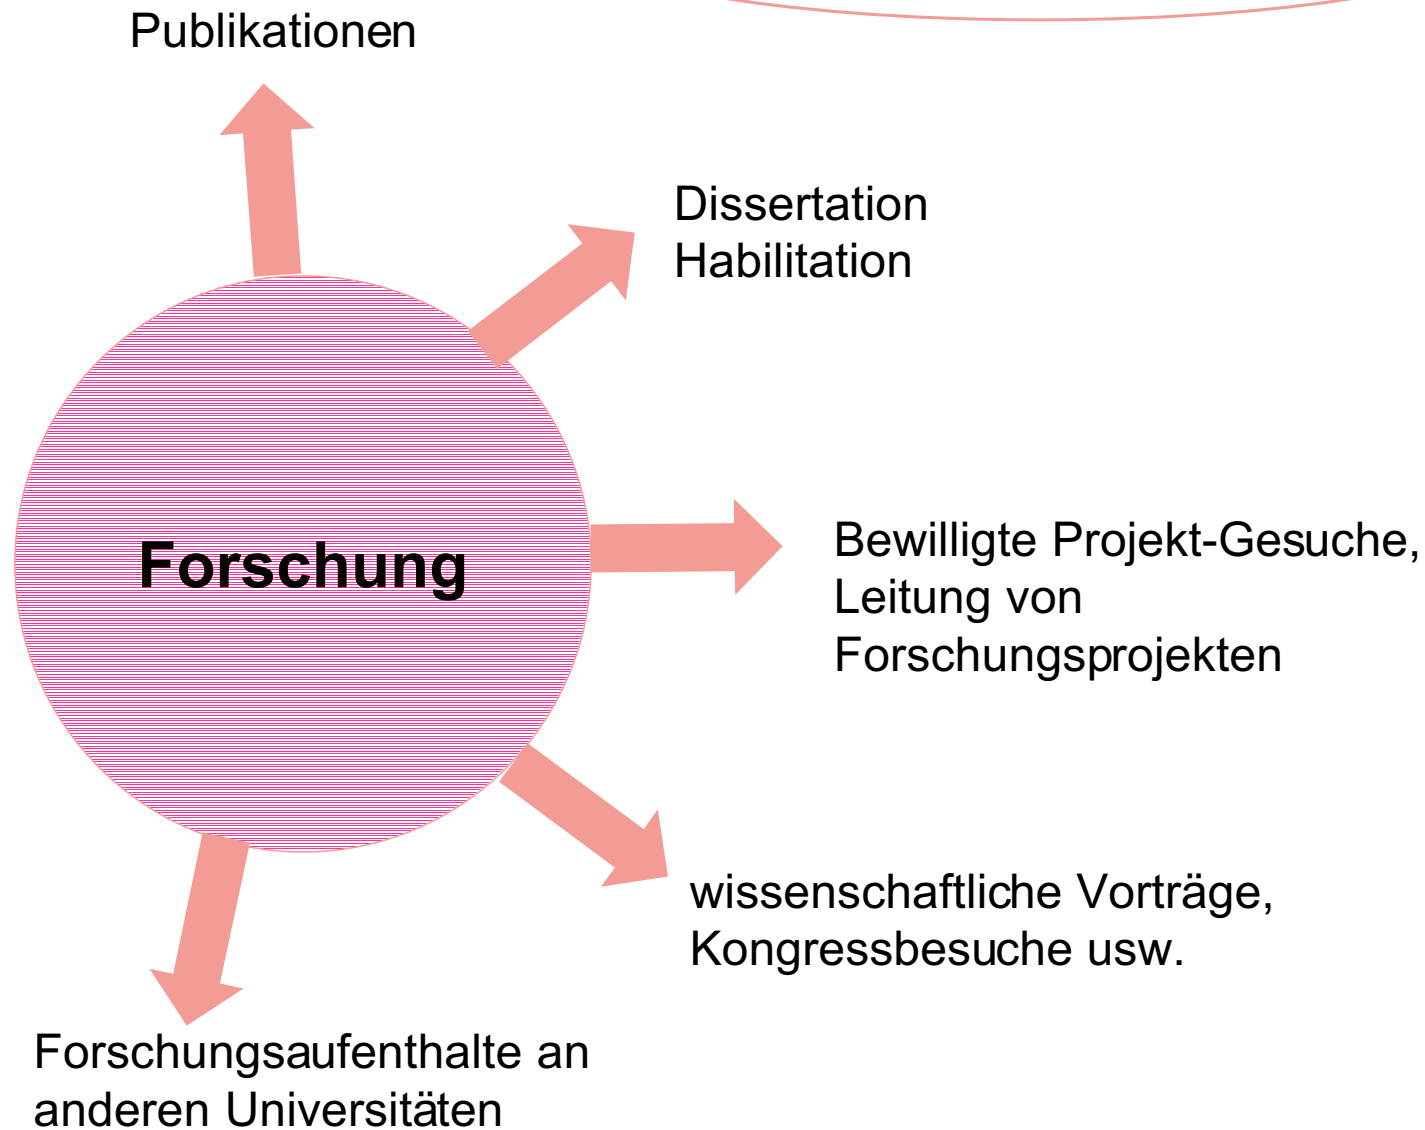 Publikationen
Dissertation
Habilitation
Forschung
Bewilligte Projekt-Gesuche,
Leitung von
Forschungsprojekten
wissenschaftliche Vorträge,
Kongressbesuche usw.
Forschungsaufenthalte an
anderen Universitäten